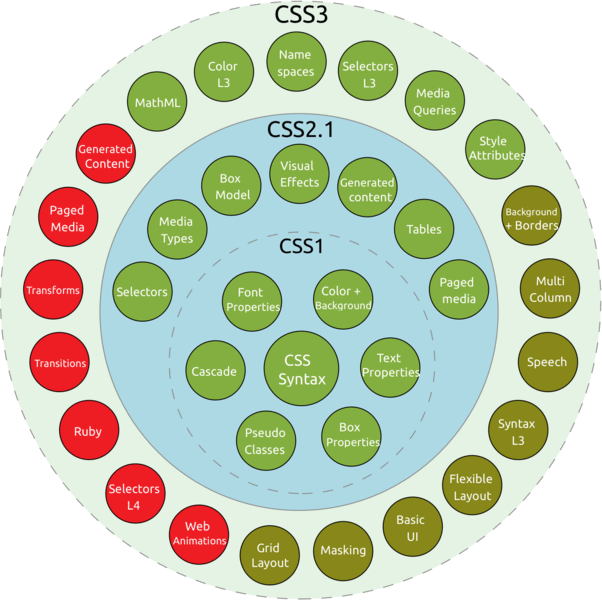 CSS3
Name
spaces
Color
L3
Selectors
L3
MathML
Media
Queries
Style
Attributes
Generated
Content
Background
+ Borders
Paged
Media
Multi
Column
Transforms
Speech
Transitions
Syntax
L3
Ruby
Flexible
Layout
Selectors
L4
Basic
UI
Web
Animations
Masking
Grid
Layout
CSS2.1
Visual
Effects
Box
Model
Generated
content
Media
Types
Tables
Selectors
Paged
media
CSS1
Font
Properties
Color +
Background
Cascade
CSS
Syntax
Text
Properties
Pseudo
Classes
Box
Properties